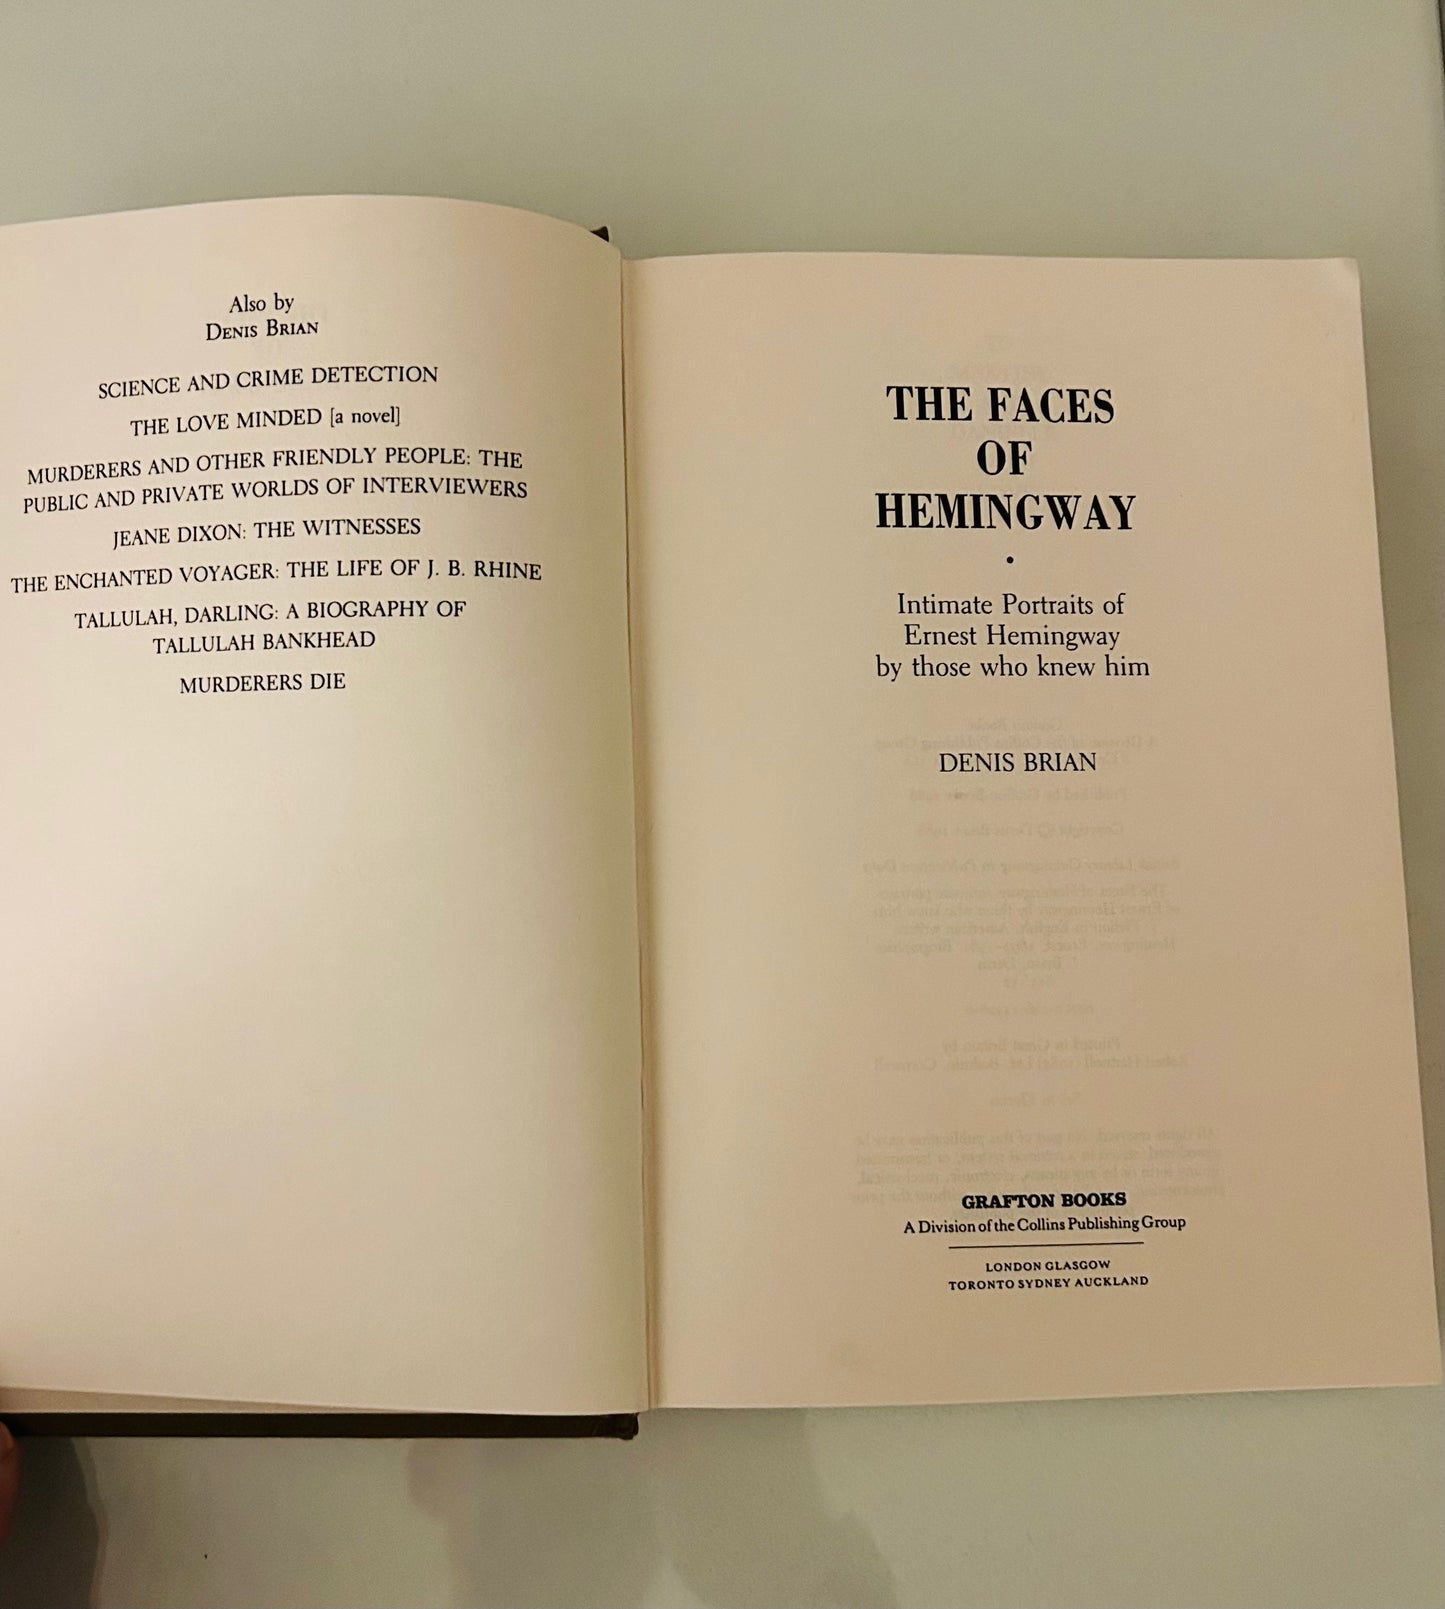 Also by
DENIS BRIAN
SCIENCE AND CRIME DETECTION
THE LOVE MINDED [a novel]
MURDERERS AND OTHER FRIENDLY PEOPLE: THE
PUBLIC AND PRIVATE WORLDS OF INTERVIEWERS
JEANE DIXON: THE WITNESSES
THE ENCHANTED VOYAGER: THE LIFE OF J. B. RHINE
TALLULAH, DARLING: A BIOGRAPHY OF
TALLULAH BANKHEAD
MURDERERS DIE
THE FACES
OF
HEMINGWAY
•
Intimate Portraits of
Ernest Hemingway
by those who knew him
DENIS BRIAN
GRAFTON BOOKS
A Division of the Collins Publishing Group
LONDON GLASGOW
TORONTO SYDNEY AUCKLAND